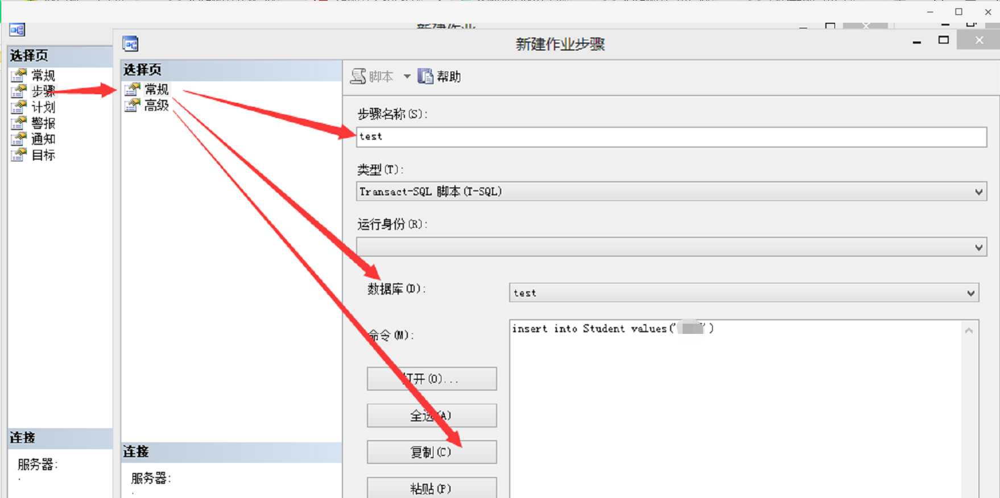 新建作业
新建作业步骤
选择页
常规
步骤
计划
警报
通知
目标
连接
服务器:
.
选择页
常规
高级
连接
服务器:
.
脚本
帮助
步骤名称(S):
test
类型(T):
Transact-SQL 脚本(T-SQL)
运行身份(R):
数据库(D):
test
命令(M):
insert into Student values('
')
打开(O)...
全选(A)
复制(C)
粘贴(P)